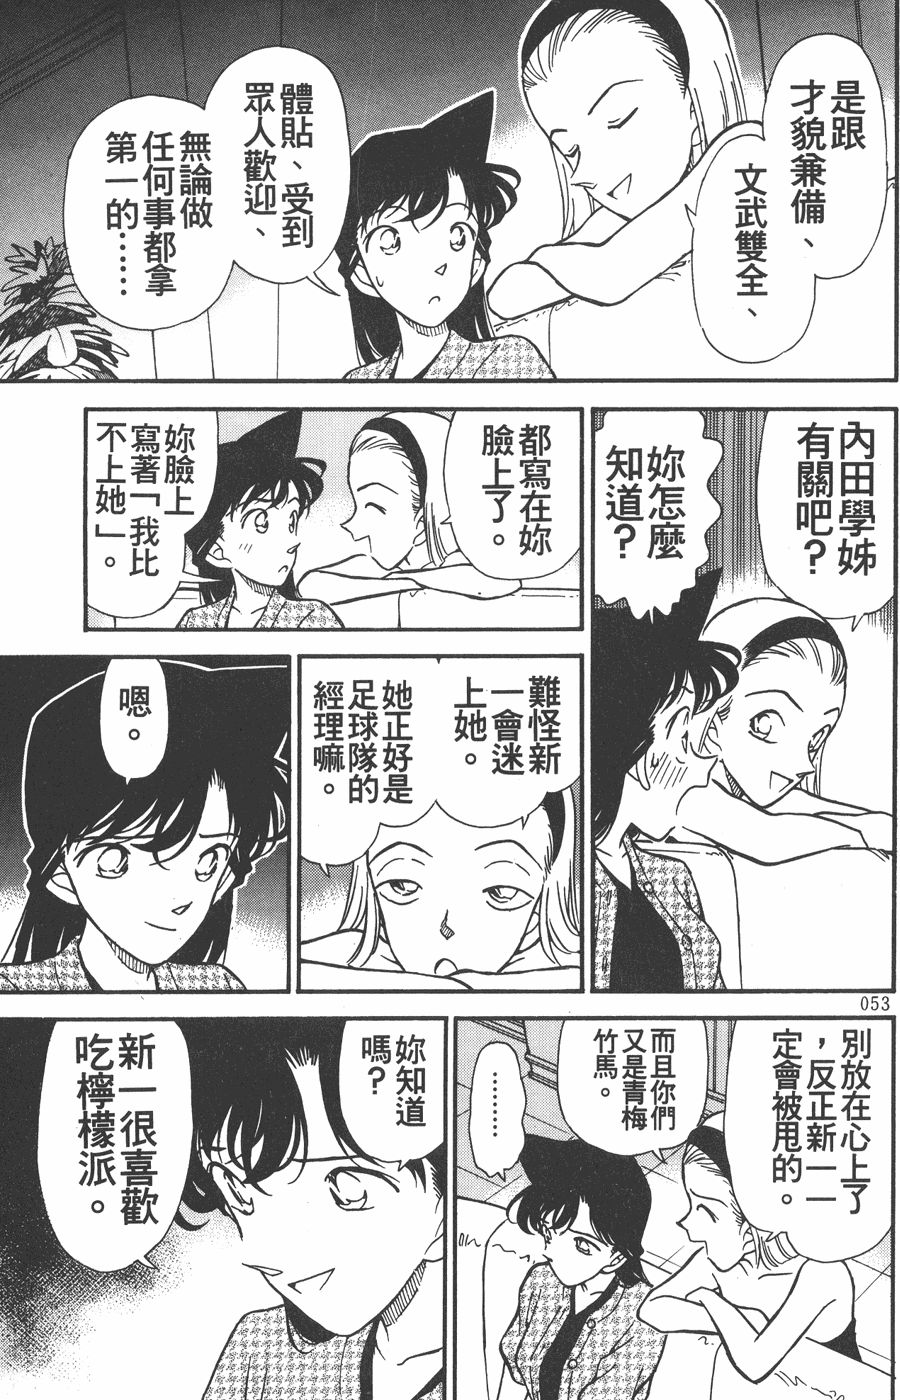 是跟
才貌兼備、
文武雙全、
體貼、受到
眾人歡迎、
無論做
任何事都拿
第一的……
內田學姊
有關吧？
妳怎麼
知道？
都寫在妳
臉上了。
妳臉上
寫著「我比
不上她」。
難怪新
一會迷
上她。
她正好是
足球隊的
經理嘛。
嗯。
053
別放在心上了
，反正新一一
定會被甩的。
而且你們
又是青梅
竹馬。
………
妳知道
嗎？
新一很喜歡
吃檸檬派。